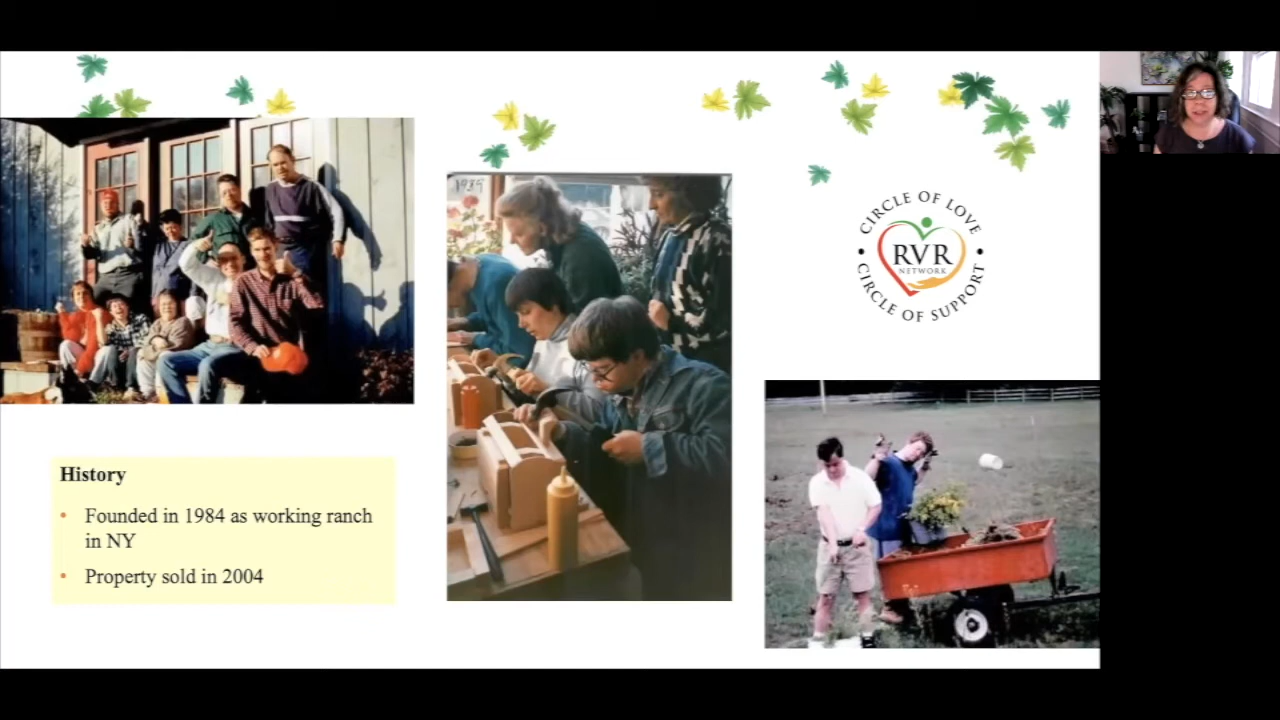 1989
CIRCLE OF LOVE
RVR
NETWORK
CIRCLE OF SUPPORT
History
• Founded in 1984 as working ranch
in NY
• Property sold in 2004